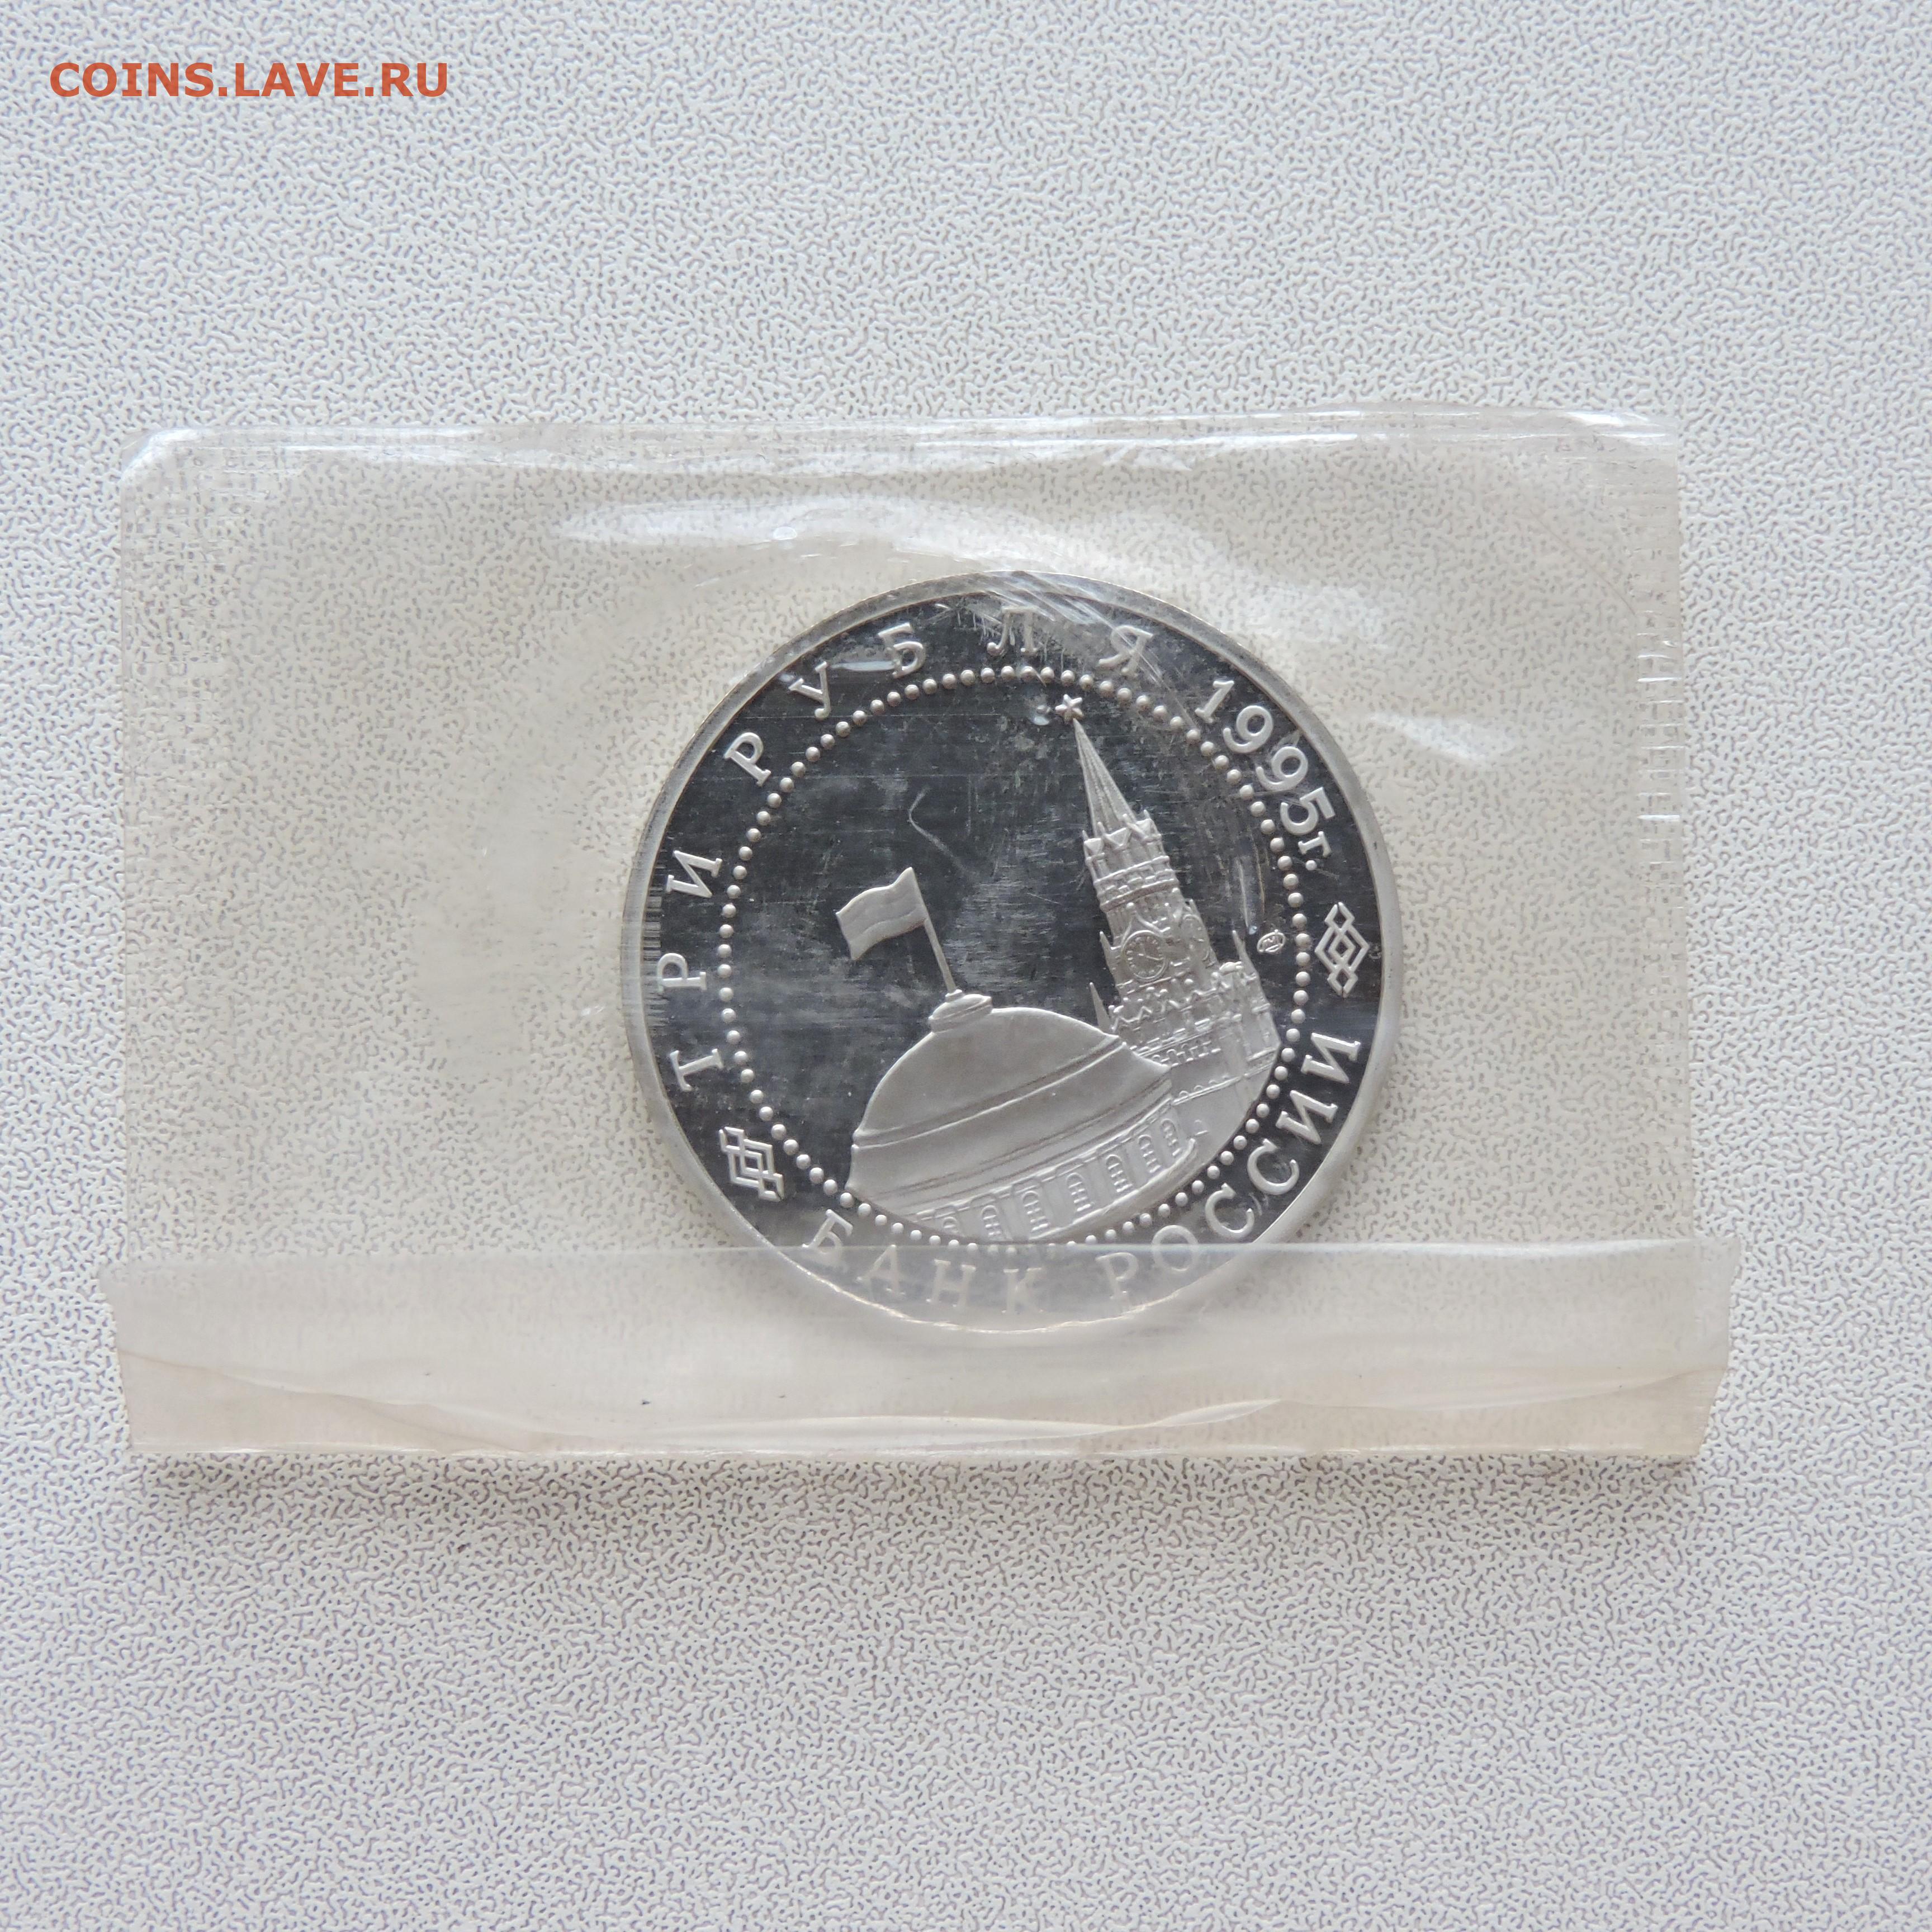 COINS.LAVE.RU
ТРИ РУБЛЯ 1995г.
БАНК РОССИИ